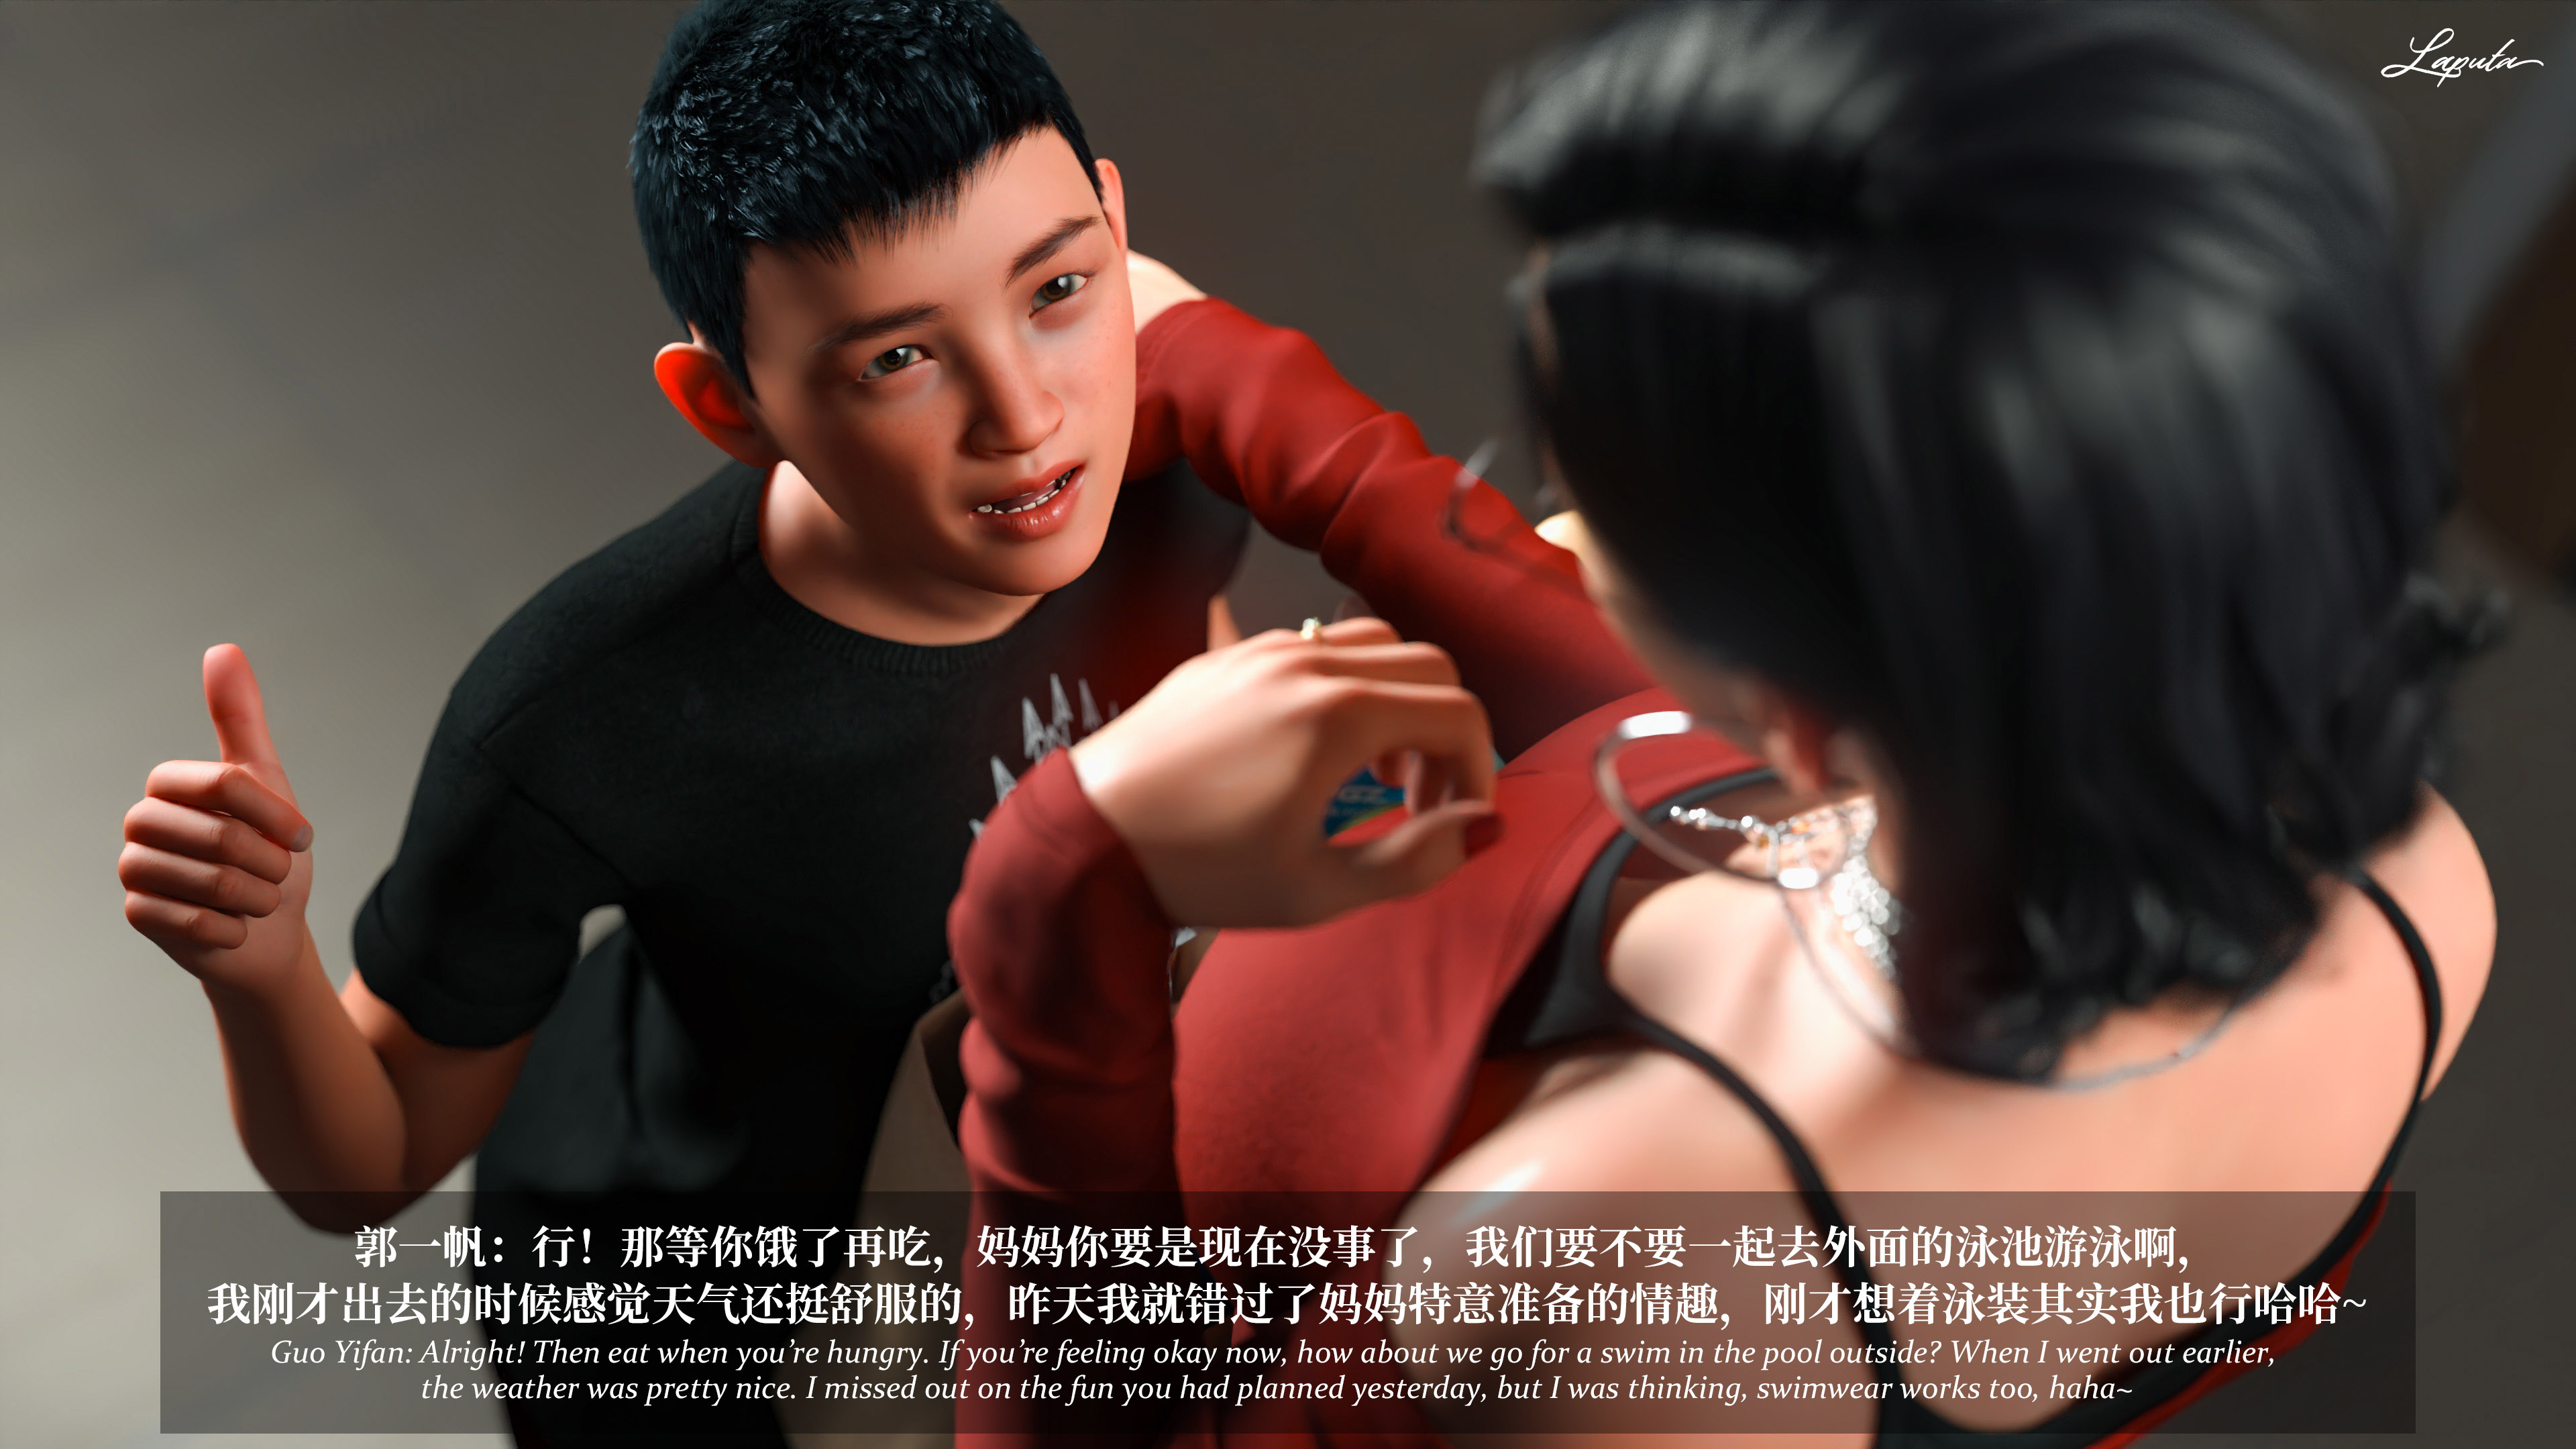 Laputa
郭一帆：行！那等你饿了再吃，妈妈你要是现在没事了，我们要不要一起去外面的泳池游泳啊，
我刚才出去的时候感觉天气还挺舒服的，昨天我就错过了妈妈特意准备的情趣，刚才想着泳装其实我也行哈哈~
Guo Yifan: Alright! Then eat when you’re hungry. If you’re feeling okay now, how about we go for a swim in the pool outside? When I went out earlier,
the weather was pretty nice. I missed out on the fun you had planned yesterday, but I was thinking, swimwear works too, haha~